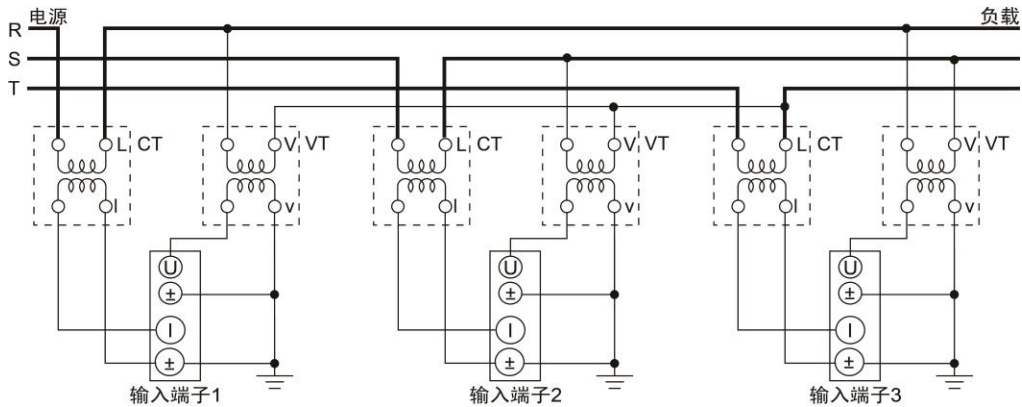 电源 负载
R
S
T
L CT V VT L CT V VT L CT V VT
l v l v l v
U U U
± ± ±
I I I
± ± ±
输入端子1 输入端子2 输入端子3